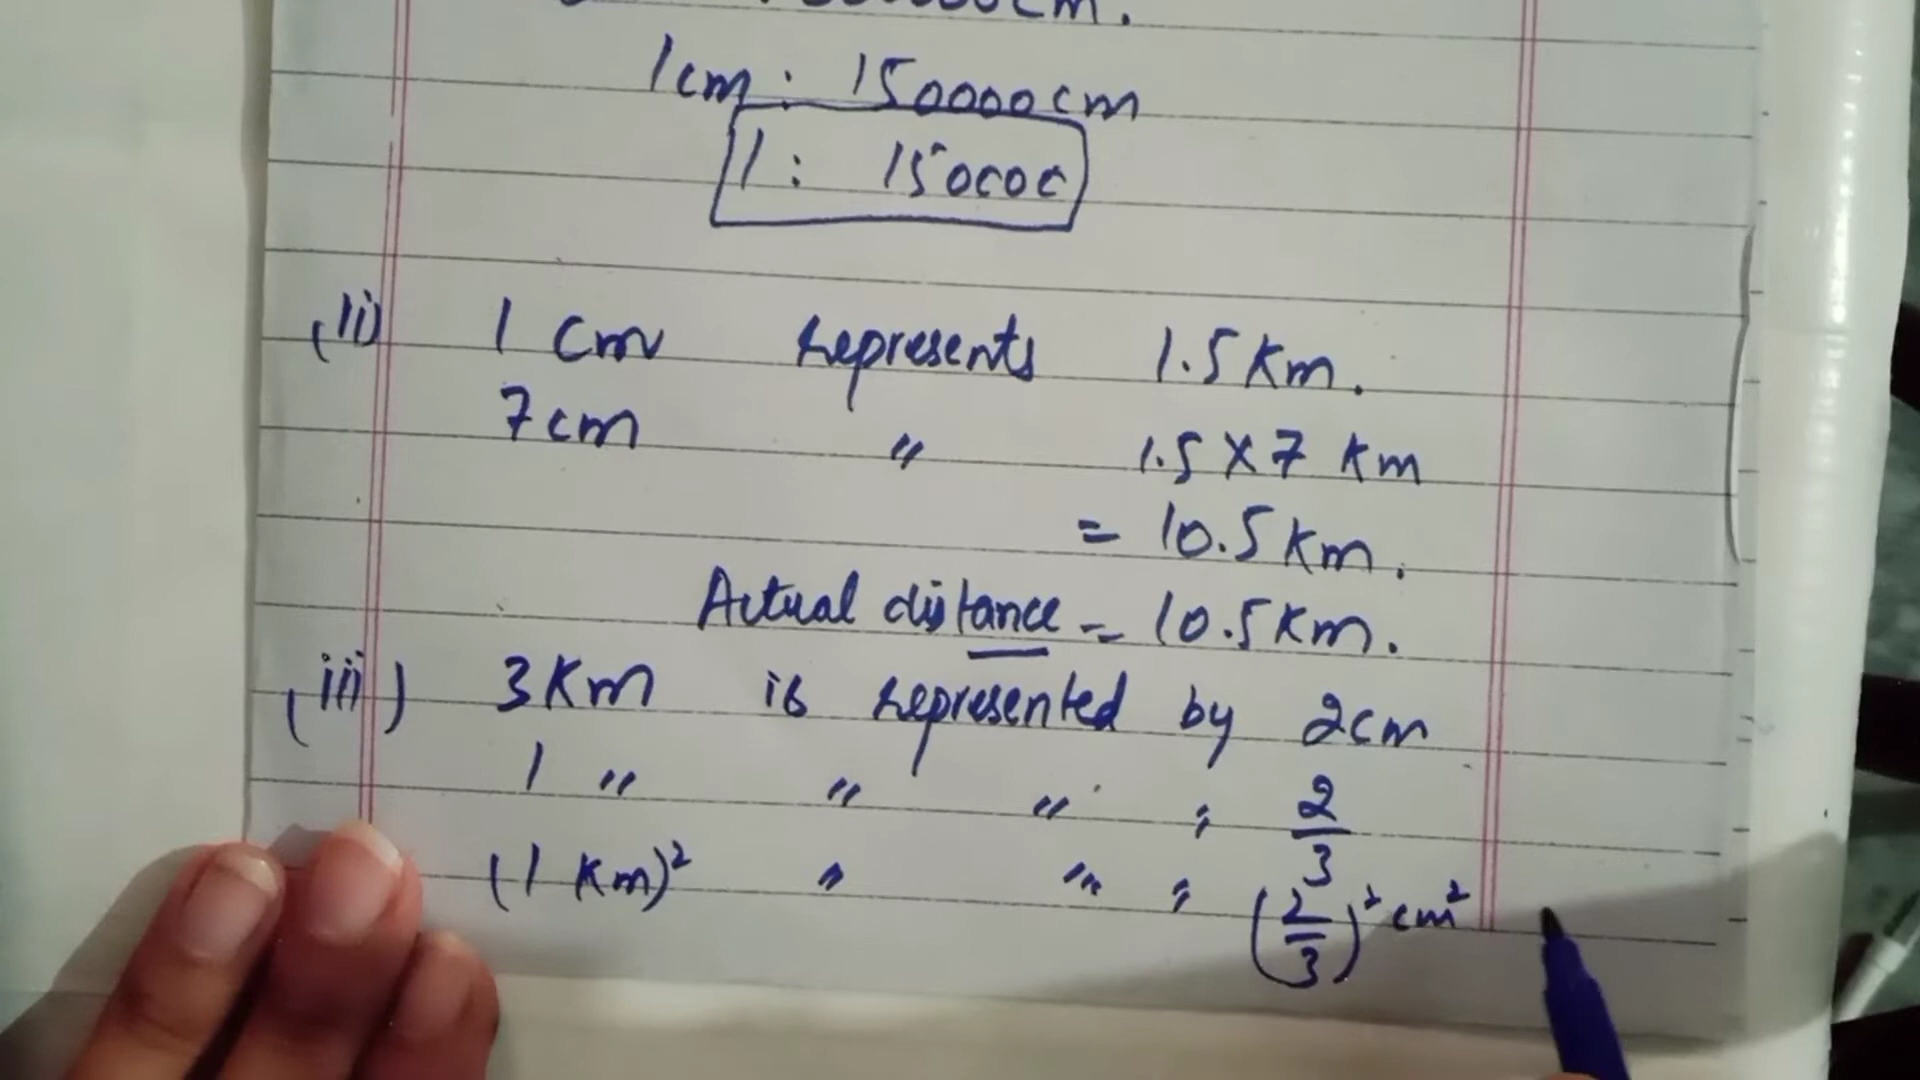 cm.
1cm : 150000cm
1 : 150000
(ii) 1 cm represents 1.5 Km.
7cm " 1.5 X 7 Km
= 10.5 Km.
Actual distance = 10.5 Km.
(iii) 3 Km is represented by 2cm
1 " " " " 2/3
(1 Km)² " " " (2/3)² cm²